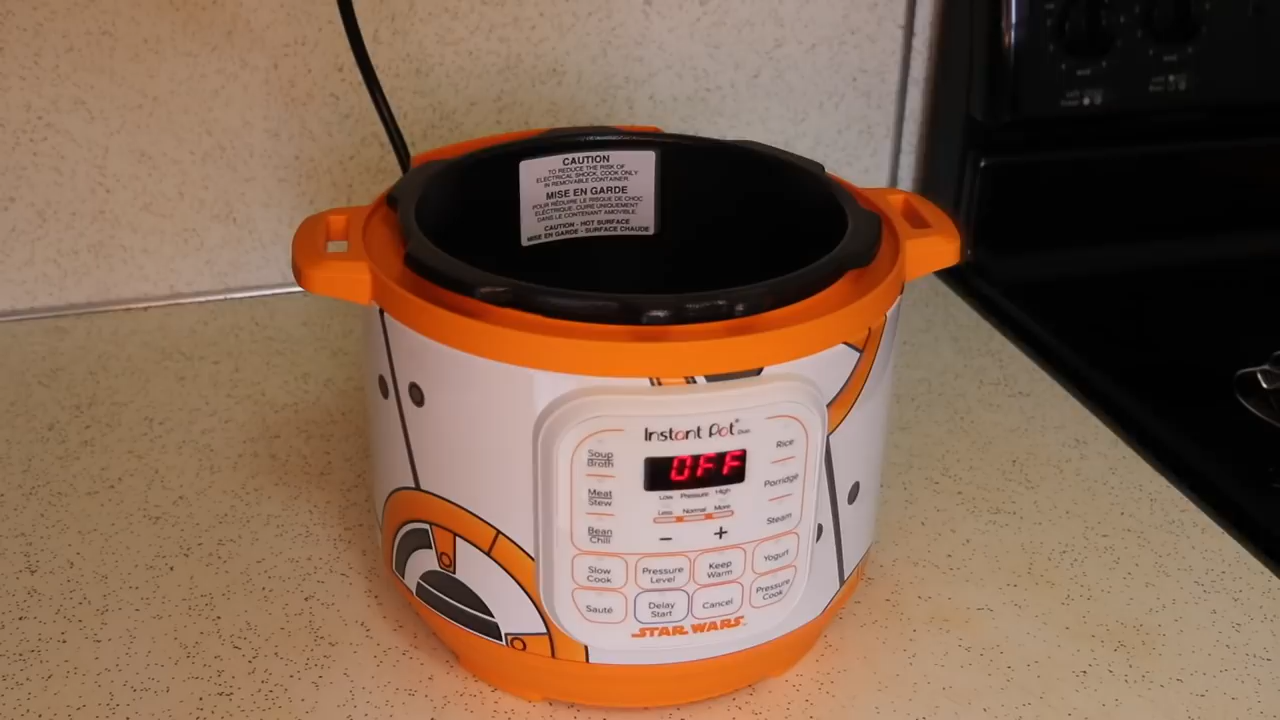 CAUTION
TO REDUCE THE RISK OF
ELECTRICAL SHOCK, COOK ONLY
IN REMOVABLE CONTAINER.
MISE EN GARDE
POUR RÉDUIRE LE RISQUE DE CHOC
ÉLECTRIQUE, CUIRE UNIQUEMENT
DANS LE CONTENANT AMOVIBLE.
CAUTION - HOT SURFACE
MISE EN GARDE - SURFACE CHAUDE
Instant Pot®
OFF
Low Pressure High
Less Normal More
− +
Soup
Broth
Meat
Stew
Bean
Chili
Rice
Porridge
Steam
Slow
Cook
Pressure
Level
Keep
Warm
Yogurt
Sauté
Delay
Start
Cancel
Pressure
Cook
STAR WARS